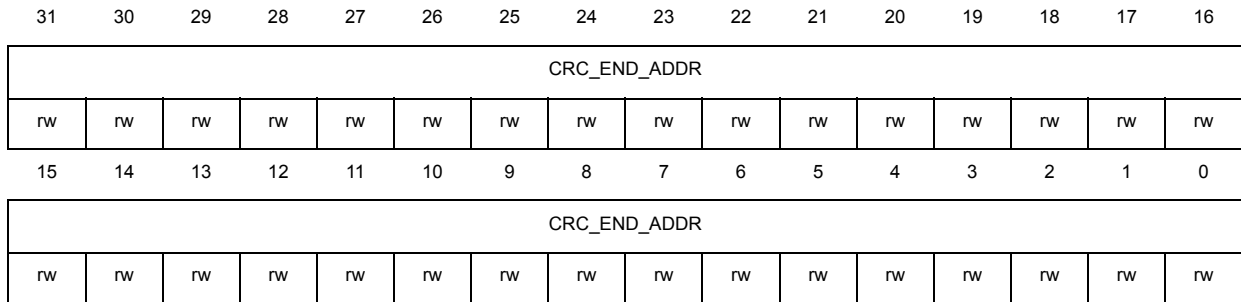 31 30 29 28 27 26 25 24 23 22 21 20 19 18 17 16
CRC_END_ADDR
rw rw rw rw rw rw rw rw rw rw rw rw rw rw rw rw
15 14 13 12 11 10 9 8 7 6 5 4 3 2 1 0
CRC_END_ADDR
rw rw rw rw rw rw rw rw rw rw rw rw rw rw rw rw